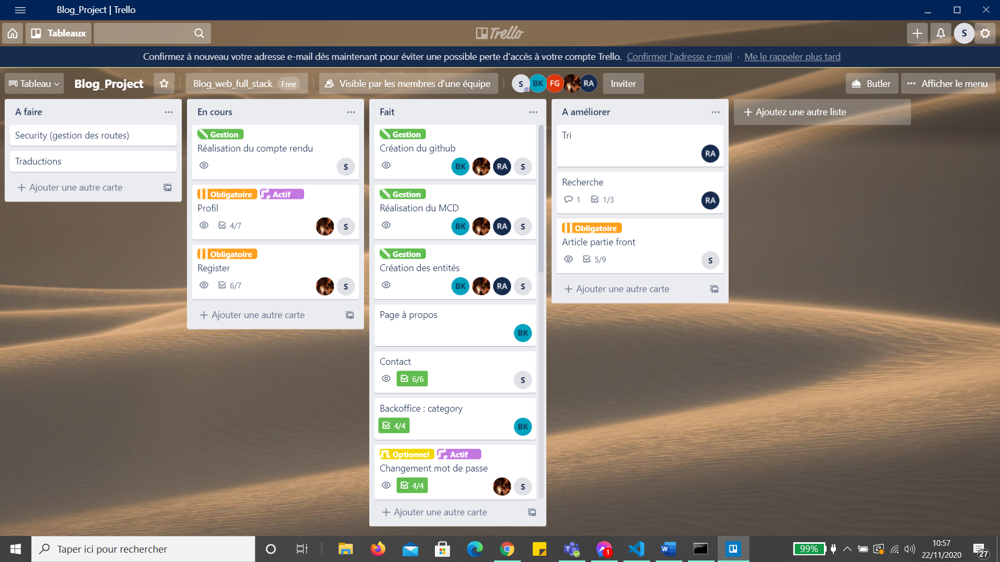 Blog_Project | Trello
Tableaux
Trello
S
Confirmez à nouveau votre adresse e-mail dès maintenant pour éviter une possible perte d'accès à votre compte Trello. Confirmer l'adresse e-mail · Me le rappeler plus tard
Tableau
Blog_Project
Blog_web_full_stack Free
Visible par les membres d'une équipe
S BK FG RA
Inviter
Butler
Afficher le menu
A faire
Security (gestion des routes)
Traductions
Ajouter une autre carte
En cours
Gestion
Réalisation du compte rendu
S
Obligatoire Actif
Profil
4/7 S
Obligatoire
Register
6/7 S
Ajouter une autre carte
Fait
Gestion
Création du github
BK RA S
Gestion
Réalisation du MCD
BK RA S
Gestion
Création des entités
BK RA S
Page à propos
BK
Contact
6/6 S
Backoffice : category
4/4 BK
Optionnel Actif
Changement mot de passe
4/4 S
Ajouter une autre carte
A améliorer
Tri
RA
Recherche
1 1/3 RA
Obligatoire
Article partie front
5/9 S
Ajouter une autre carte
Ajoutez une autre liste
Taper ici pour rechercher
1
99%
10:57
22/11/2020
27